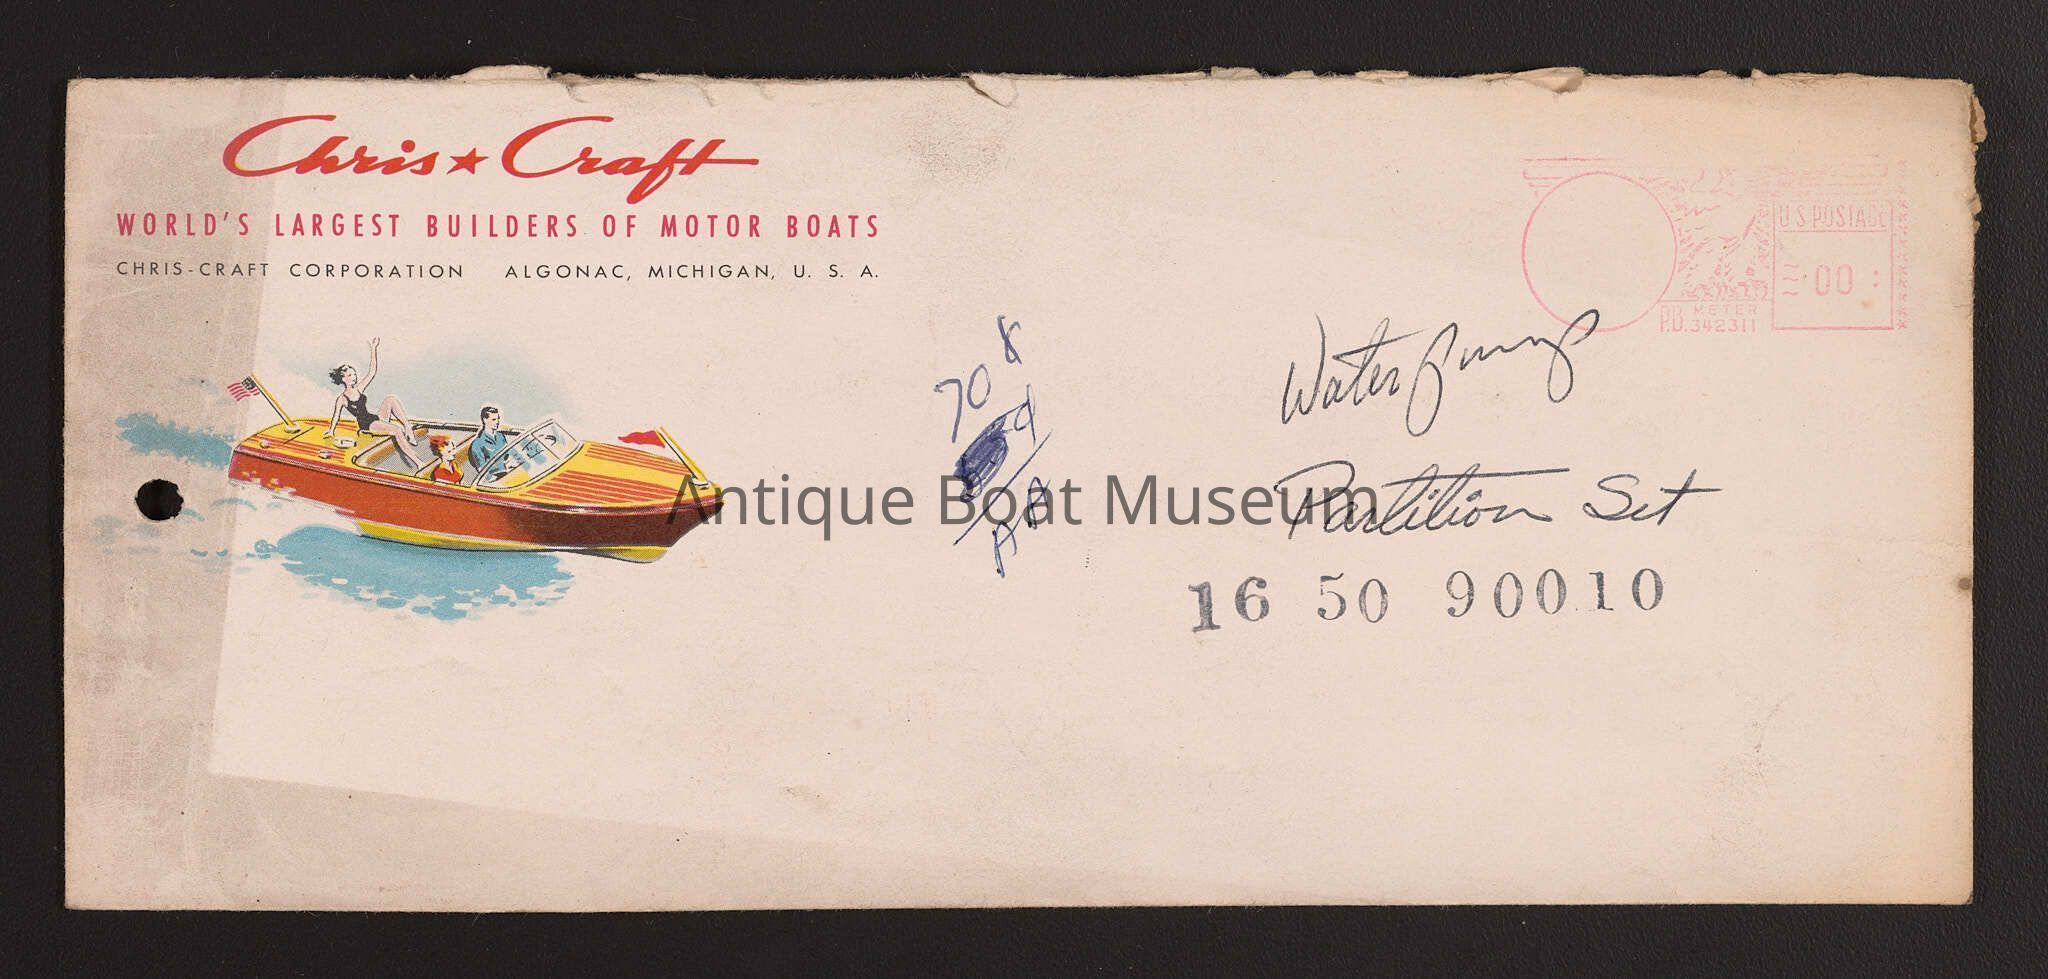 Chris★Craft
WORLD'S LARGEST BUILDERS OF MOTOR BOATS
CHRIS-CRAFT CORPORATION ALGONAC, MICHIGAN, U. S. A.
U.S POSTAGE
00
METER
P.B. 342311
70
Water pump
Partition Set
16 50 90010
Antique Boat Museum